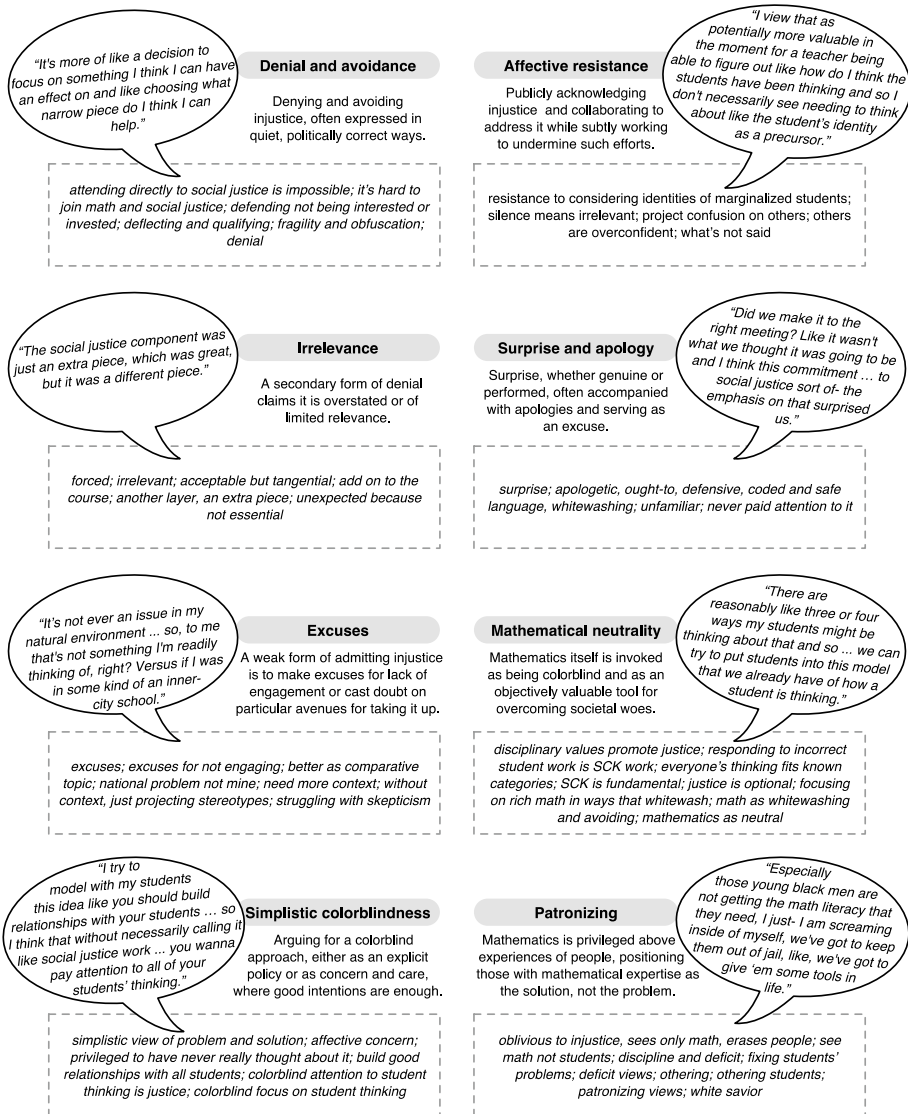 “It's more of like a decision to
focus on something I think I can have
an effect on and like choosing what
narrow piece do I think I can
help.”
Denial and avoidance
Denying and avoiding
injustice, often expressed in
quiet, politically correct ways.
attending directly to social justice is impossible; it’s hard to
join math and social justice; defending not being interested or
invested; deflecting and qualifying; fragility and obfuscation;
denial
Affective resistance
Publicly acknowledging
injustice and collaborating to
address it while subtly working
to undermine such efforts.
“I view that as
potentially more valuable in
the moment for a teacher being
able to figure out like how do I think the
students have been thinking and so I
don't necessarily see needing to think
about like the student’s identity
as a precursor.”
resistance to considering identities of marginalized students;
silence means irrelevant; project confusion on others; others
are overconfident; what’s not said
“The social justice component was
just an extra piece, which was great,
but it was a different piece.”
Irrelevance
A secondary form of denial
claims it is overstated or of
limited relevance.
forced; irrelevant; acceptable but tangential; add on to the
course; another layer, an extra piece; unexpected because
not essential
Surprise and apology
Surprise, whether genuine or
performed, often accompanied
with apologies and serving as
an excuse.
“Did we make it to the
right meeting? Like it wasn't
what we thought it was going to be
and I think this commitment ... to
social justice sort of- the
emphasis on that surprised
us.”
surprise; apologetic, ought-to, defensive, coded and safe
language, whitewashing; unfamiliar; never paid attention to it
“It’s not ever an issue in my
natural environment ... so, to me
that's not something I'm readily
thinking of, right? Versus if I was
in some kind of an inner-
city school.”
Excuses
A weak form of admitting injustice
is to make excuses for lack of
engagement or cast doubt on
particular avenues for taking it up.
excuses; excuses for not engaging; better as comparative
topic; national problem not mine; need more context; without
context, just projecting stereotypes; struggling with skepticism
Mathematical neutrality
Mathematics itself is invoked
as being colorblind and as an
objectively valuable tool for
overcoming societal woes.
“There are
reasonably like three or four
ways my students might be
thinking about that and so ... we can
try to put students into this model
that we already have of how a
student is thinking.”
disciplinary values promote justice; responding to incorrect
student work is SCK work; everyone’s thinking fits known
categories; SCK is fundamental; justice is optional; focusing
on rich math in ways that whitewash; math as whitewashing
and avoiding; mathematics as neutral
“I try to
model with my students
this idea like you should build
relationships with your students ... so
I think that without necessarily calling it
like social justice work ... you wanna
pay attention to all of your
students’ thinking.”
Simplistic colorblindness
Arguing for a colorblind
approach, either as an explicit
policy or as concern and care,
where good intentions are enough.
simplistic view of problem and solution; affective concern;
privileged to have never really thought about it; build good
relationships with all students; colorblind attention to student
thinking is justice; colorblind focus on student thinking
Patronizing
Mathematics is privileged above
experiences of people, positioning
those with mathematical expertise as
the solution, not the problem.
“Especially
those young black men are
not getting the math literacy that
they need, I just- I am screaming
inside of myself, we've got to keep
them out of jail, like, we've got to
give ‘em some tools in
life.”
oblivious to injustice, sees only math, erases people; see
math not students; discipline and deficit; fixing students’
problems; deficit views; othering; othering students;
patronizing views; white savior